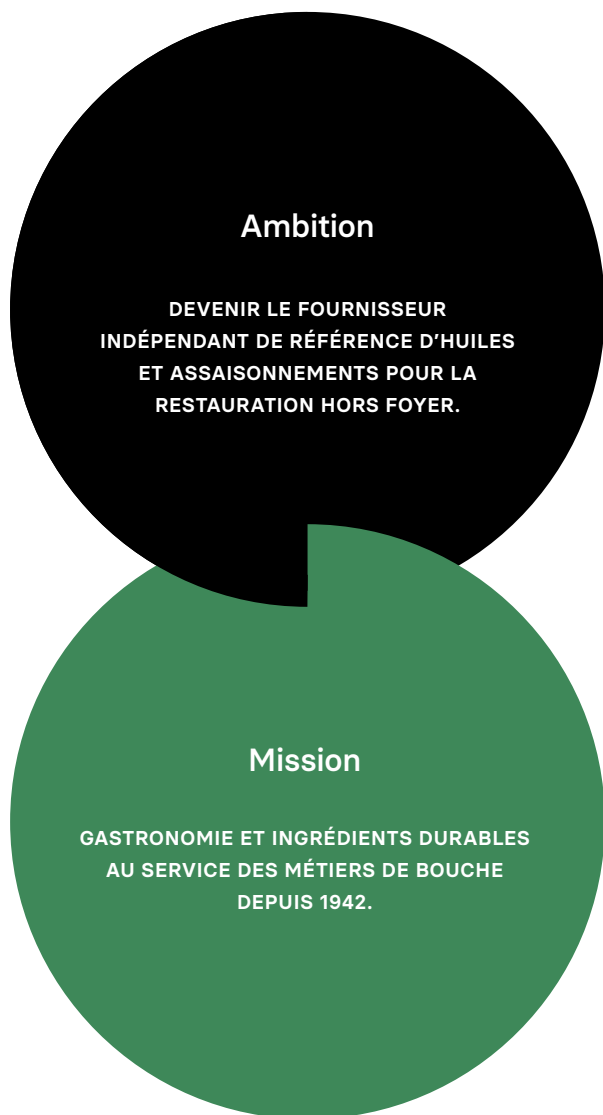 Ambition
DEVENIR LE FOURNISSEUR
INDÉPENDANT DE RÉFÉRENCE D’HUILES
ET ASSAISONNEMENTS POUR LA
RESTAURATION HORS FOYER.
Mission
GASTRONOMIE ET INGRÉDIENTS DURABLES
AU SERVICE DES MÉTIERS DE BOUCHE
DEPUIS 1942.